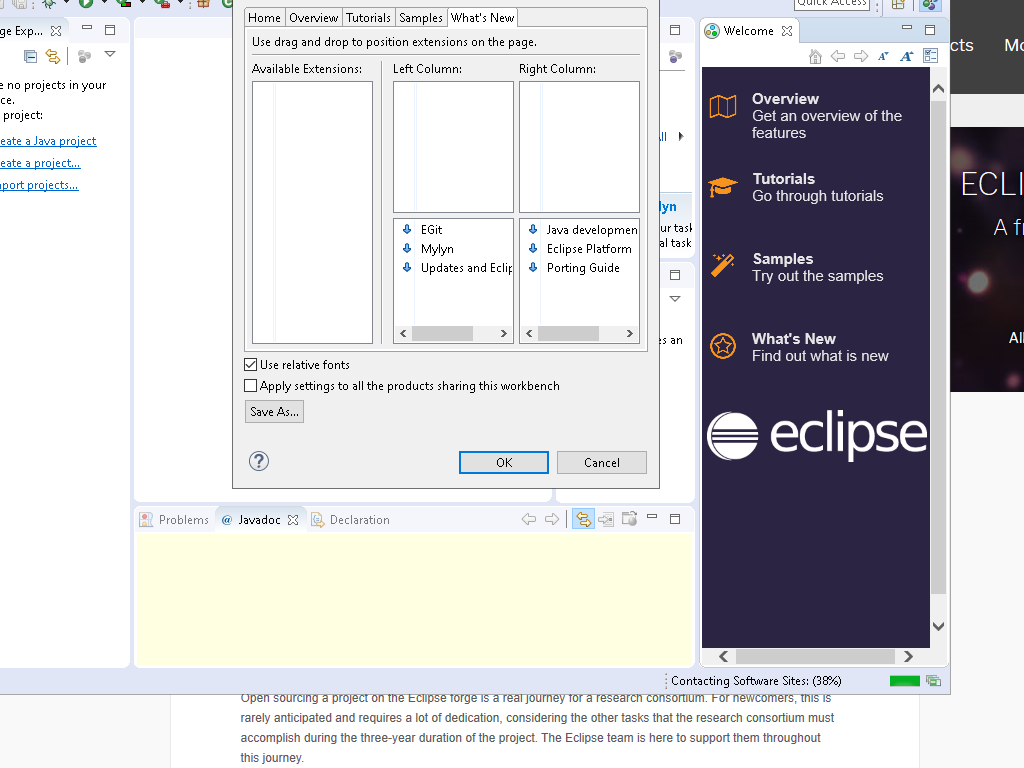 Quick Access
Home Overview Tutorials Samples What's New
ge Exp...
Welcome
Use drag and drop to position extensions on the page.
Available Extensions: Left Column: Right Column:
e no projects in your
ce.
project:
eate a Java project
eate a project...
port projects...
EGit
Mylyn
Updates and Eclip
Java developmen
Eclipse Platform
Porting Guide
Use relative fonts
Apply settings to all the products sharing this workbench
Save As...
OK Cancel
All
lyn
ur task
al task
es an
Overview
Get an overview of the
features
Tutorials
Go through tutorials
Samples
Try out the samples
What's New
Find out what is new
eclipse
cts Mo
ECLI
A fr
All
Problems @ Javadoc Declaration
Contacting Software Sites: (38%)
Open sourcing a project on the Eclipse forge is a real journey for a research consortium. For newcomers, this is
rarely anticipated and requires a lot of dedication, considering the other tasks that the research consortium must
accomplish during the three-year duration of the project. The Eclipse team is here to support them throughout
this journey.